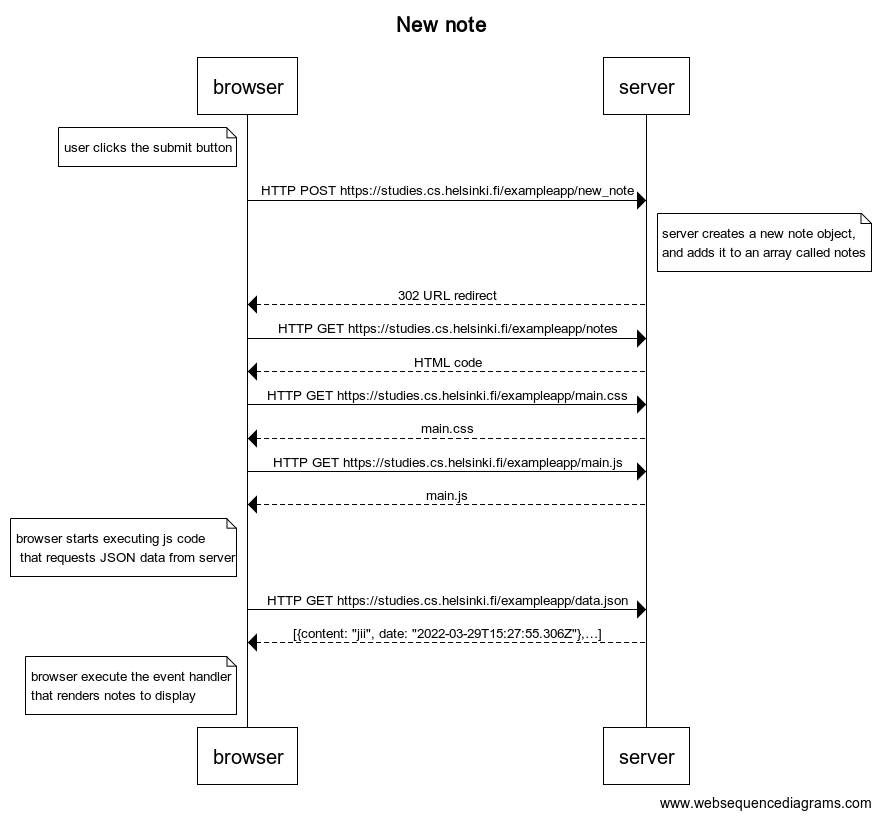 New note
browser
server
user clicks the submit button
HTTP POST https://studies.cs.helsinki.fi/exampleapp/new_note
server creates a new note object,
and adds it to an array called notes
302 URL redirect
HTTP GET https://studies.cs.helsinki.fi/exampleapp/notes
HTML code
HTTP GET https://studies.cs.helsinki.fi/exampleapp/main.css
main.css
HTTP GET https://studies.cs.helsinki.fi/exampleapp/main.js
main.js
browser starts executing js code
that requests JSON data from server
HTTP GET https://studies.cs.helsinki.fi/exampleapp/data.json
[{content: "jii", date: "2022-03-29T15:27:55.306Z"},...]
browser execute the event handler
that renders notes to display
browser
server
www.websequencediagrams.com